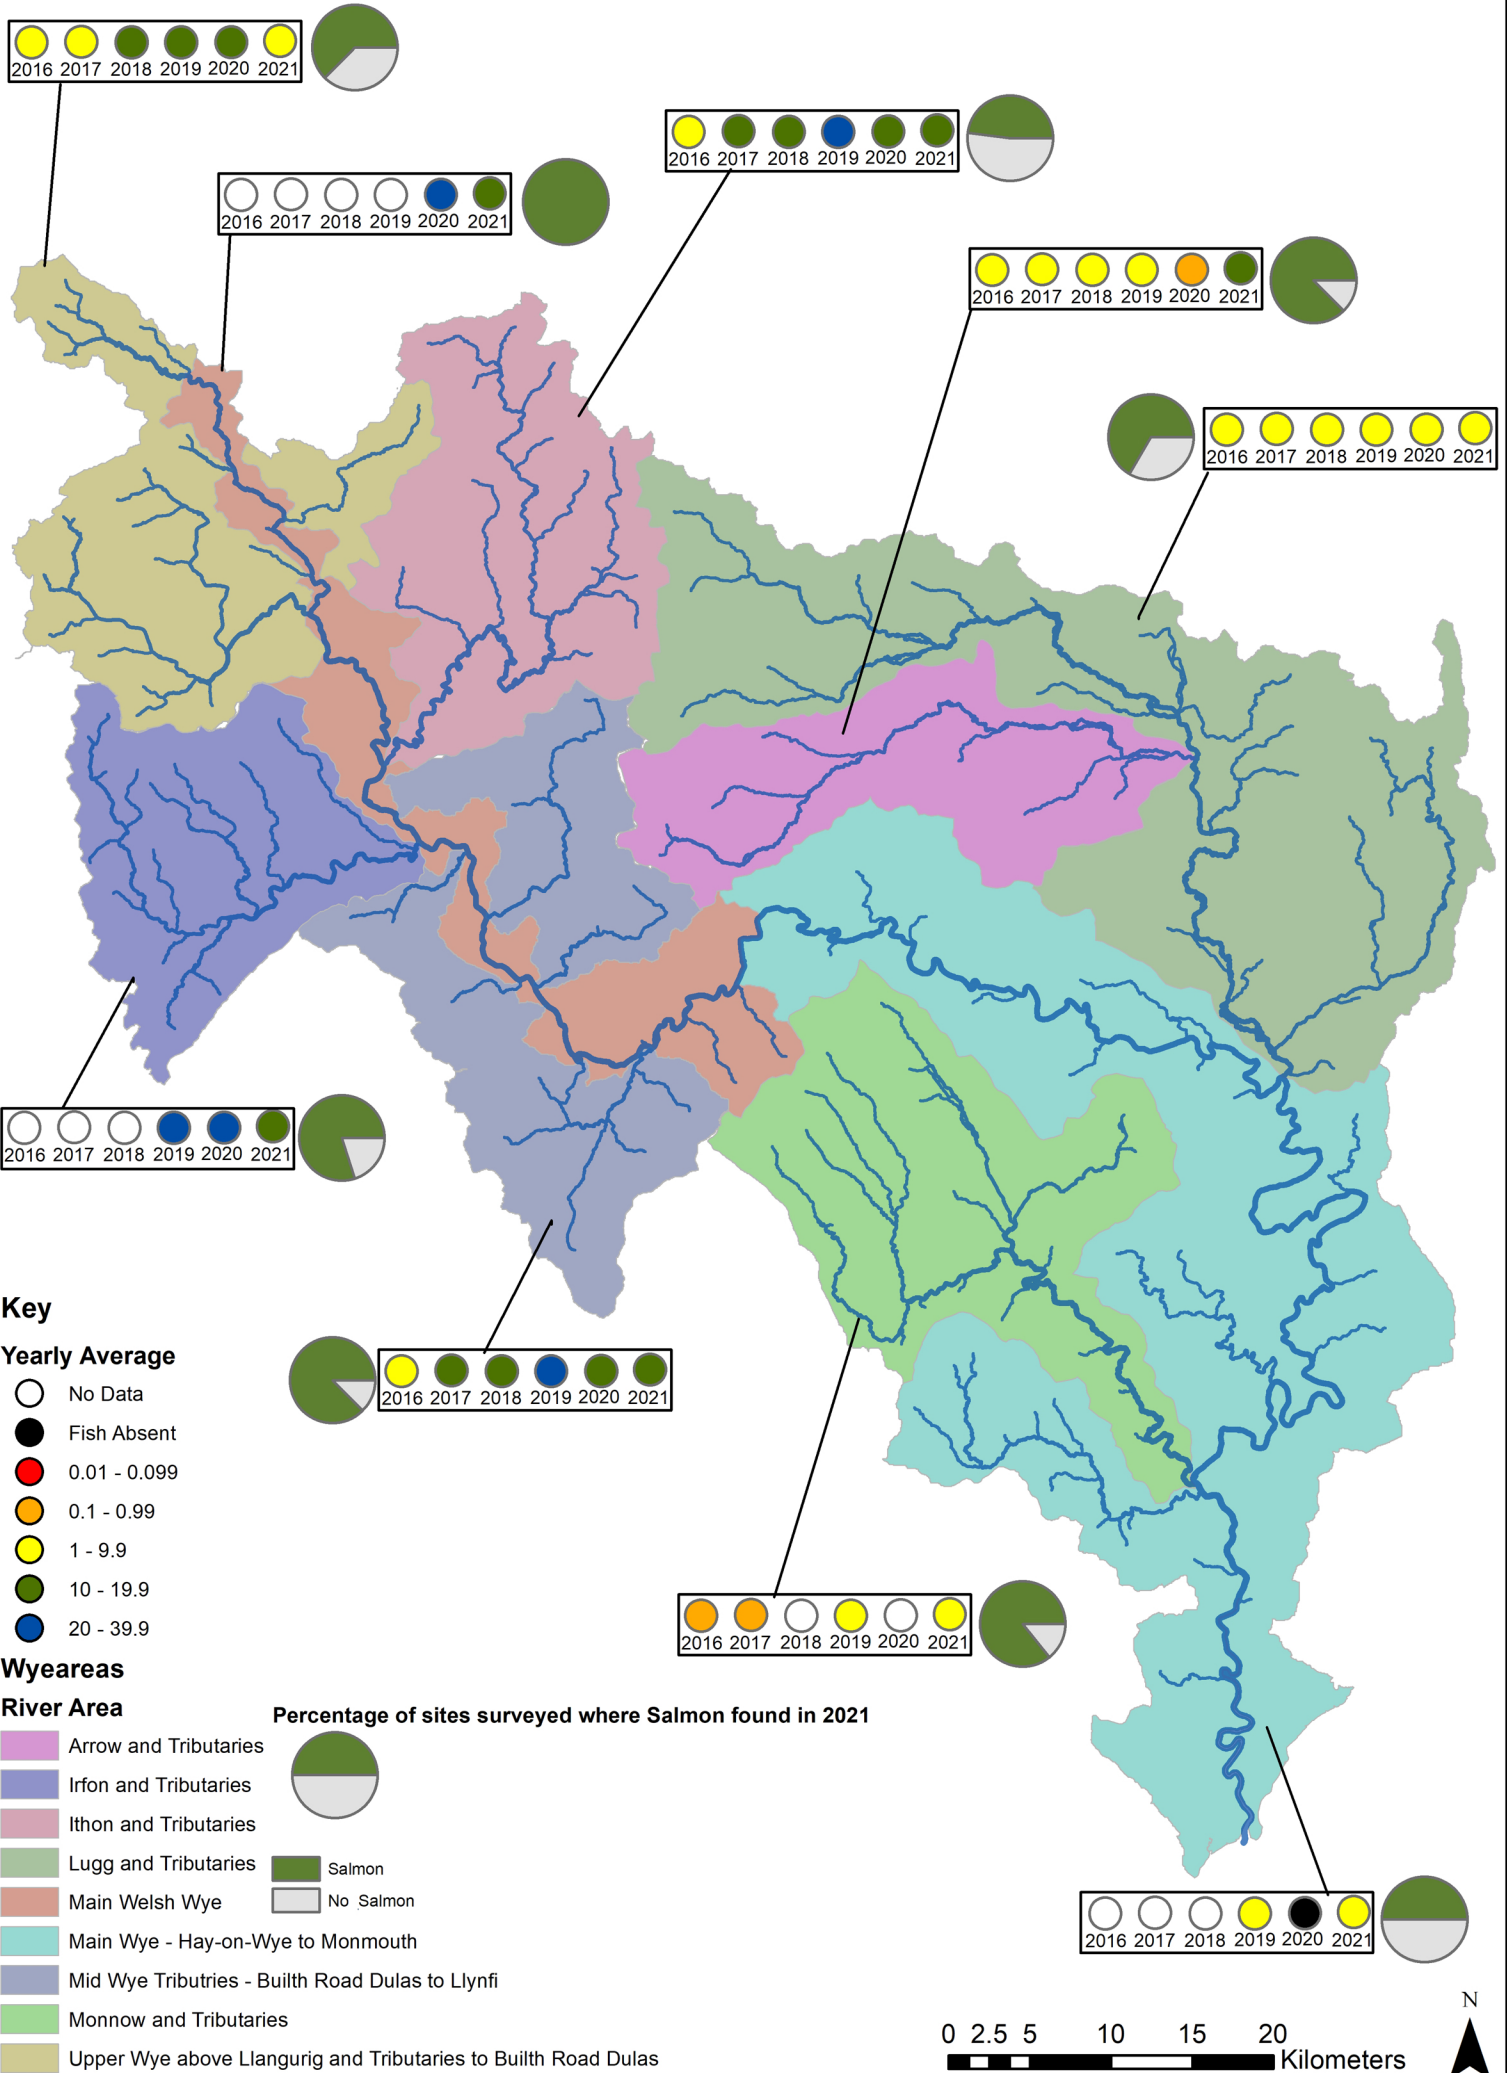 2016 2017 2018 2019 2020 2021
2016 2017 2018 2019 2020 2021
2016 2017 2018 2019 2020 2021
2016 2017 2018 2019 2020 2021
2016 2017 2018 2019 2020 2021
2016 2017 2018 2019 2020 2021
2016 2017 2018 2019 2020 2021
2016 2017 2018 2019 2020 2021
2016 2017 2018 2019 2020 2021
Key
Yearly Average
No Data
Fish Absent
0.01 - 0.099
0.1 - 0.99
1 - 9.9
10 - 19.9
20 - 39.9
Wyeareas
River Area
Arrow and Tributaries
Irfon and Tributaries
Ithon and Tributaries
Lugg and Tributaries
Main Welsh Wye
Main Wye - Hay-on-Wye to Monmouth
Mid Wye Tributries - Builth Road Dulas to Llynfi
Monnow and Tributaries
Upper Wye above Llangurig and Tributaries to Builth Road Dulas
Percentage of sites surveyed where Salmon found in 2021
Salmon
No Salmon
0 2.5 5 10 15 20
Kilometers
N